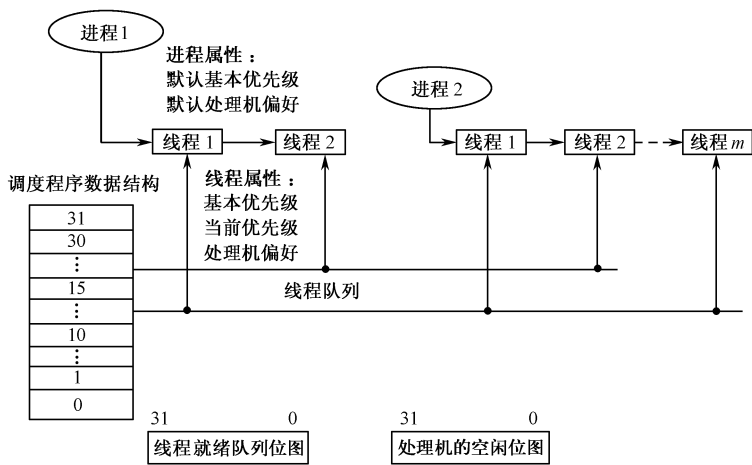 进程1
进程属性：
默认基本优先级
默认处理机偏好
进程2
线程1
线程2
线程1
线程2
线程m
调度程序数据结构
线程属性：
基本优先级
当前优先级
处理机偏好
31
30
⋮
15
⋮
10
⋮
1
0
线程队列
31 0
线程就绪队列位图
31 0
处理机的空闲位图